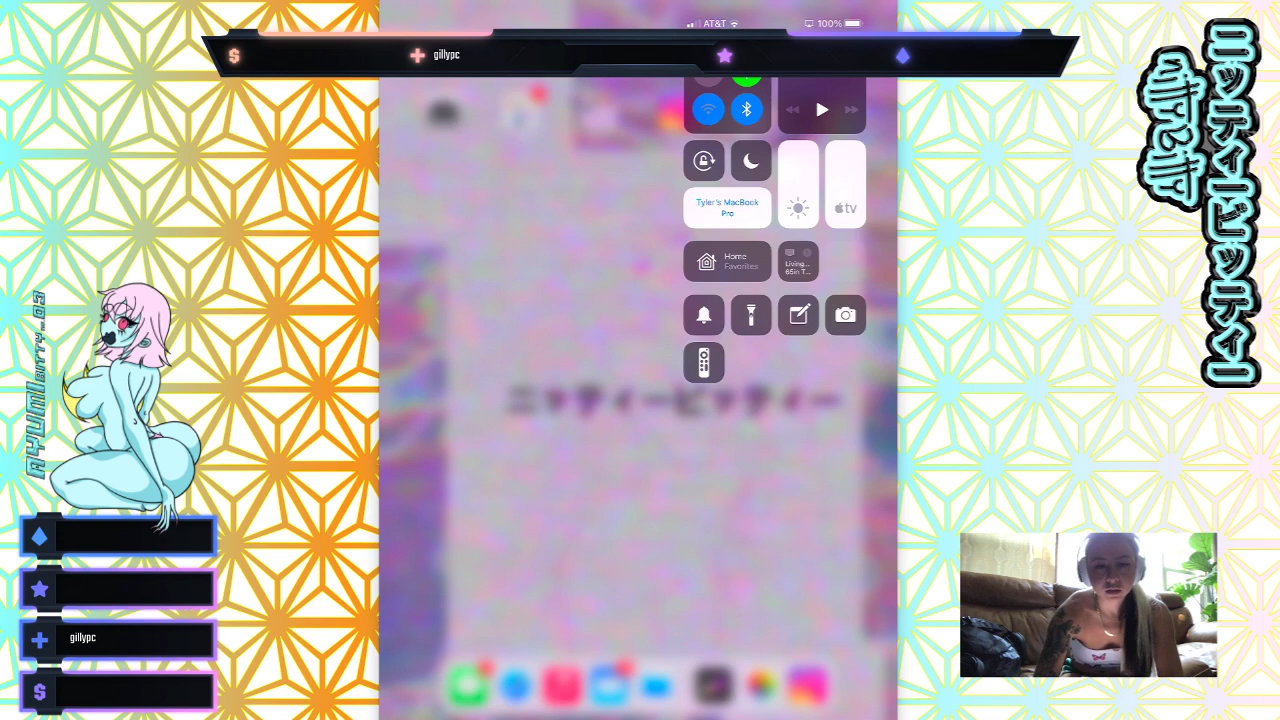 AT&T
100%
gillypc
Tyler's MacBook
Pro
tv
Home
Favorites
Living...
65in T...
ニッティービッティー
ニッティービッティー
AYUMIBITTY_03
gillypc
$
$